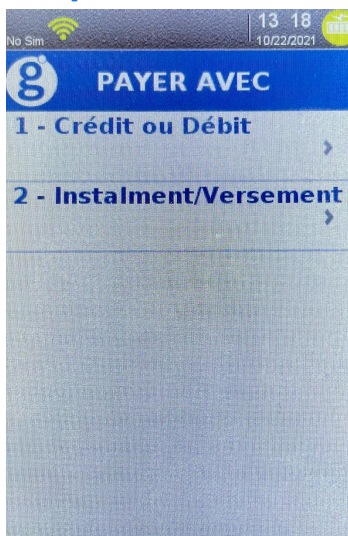 No Sim
13 18
10/22/2021
g
PAYER AVEC
1 - Crédit ou Débit
2 - Instalment/Versement